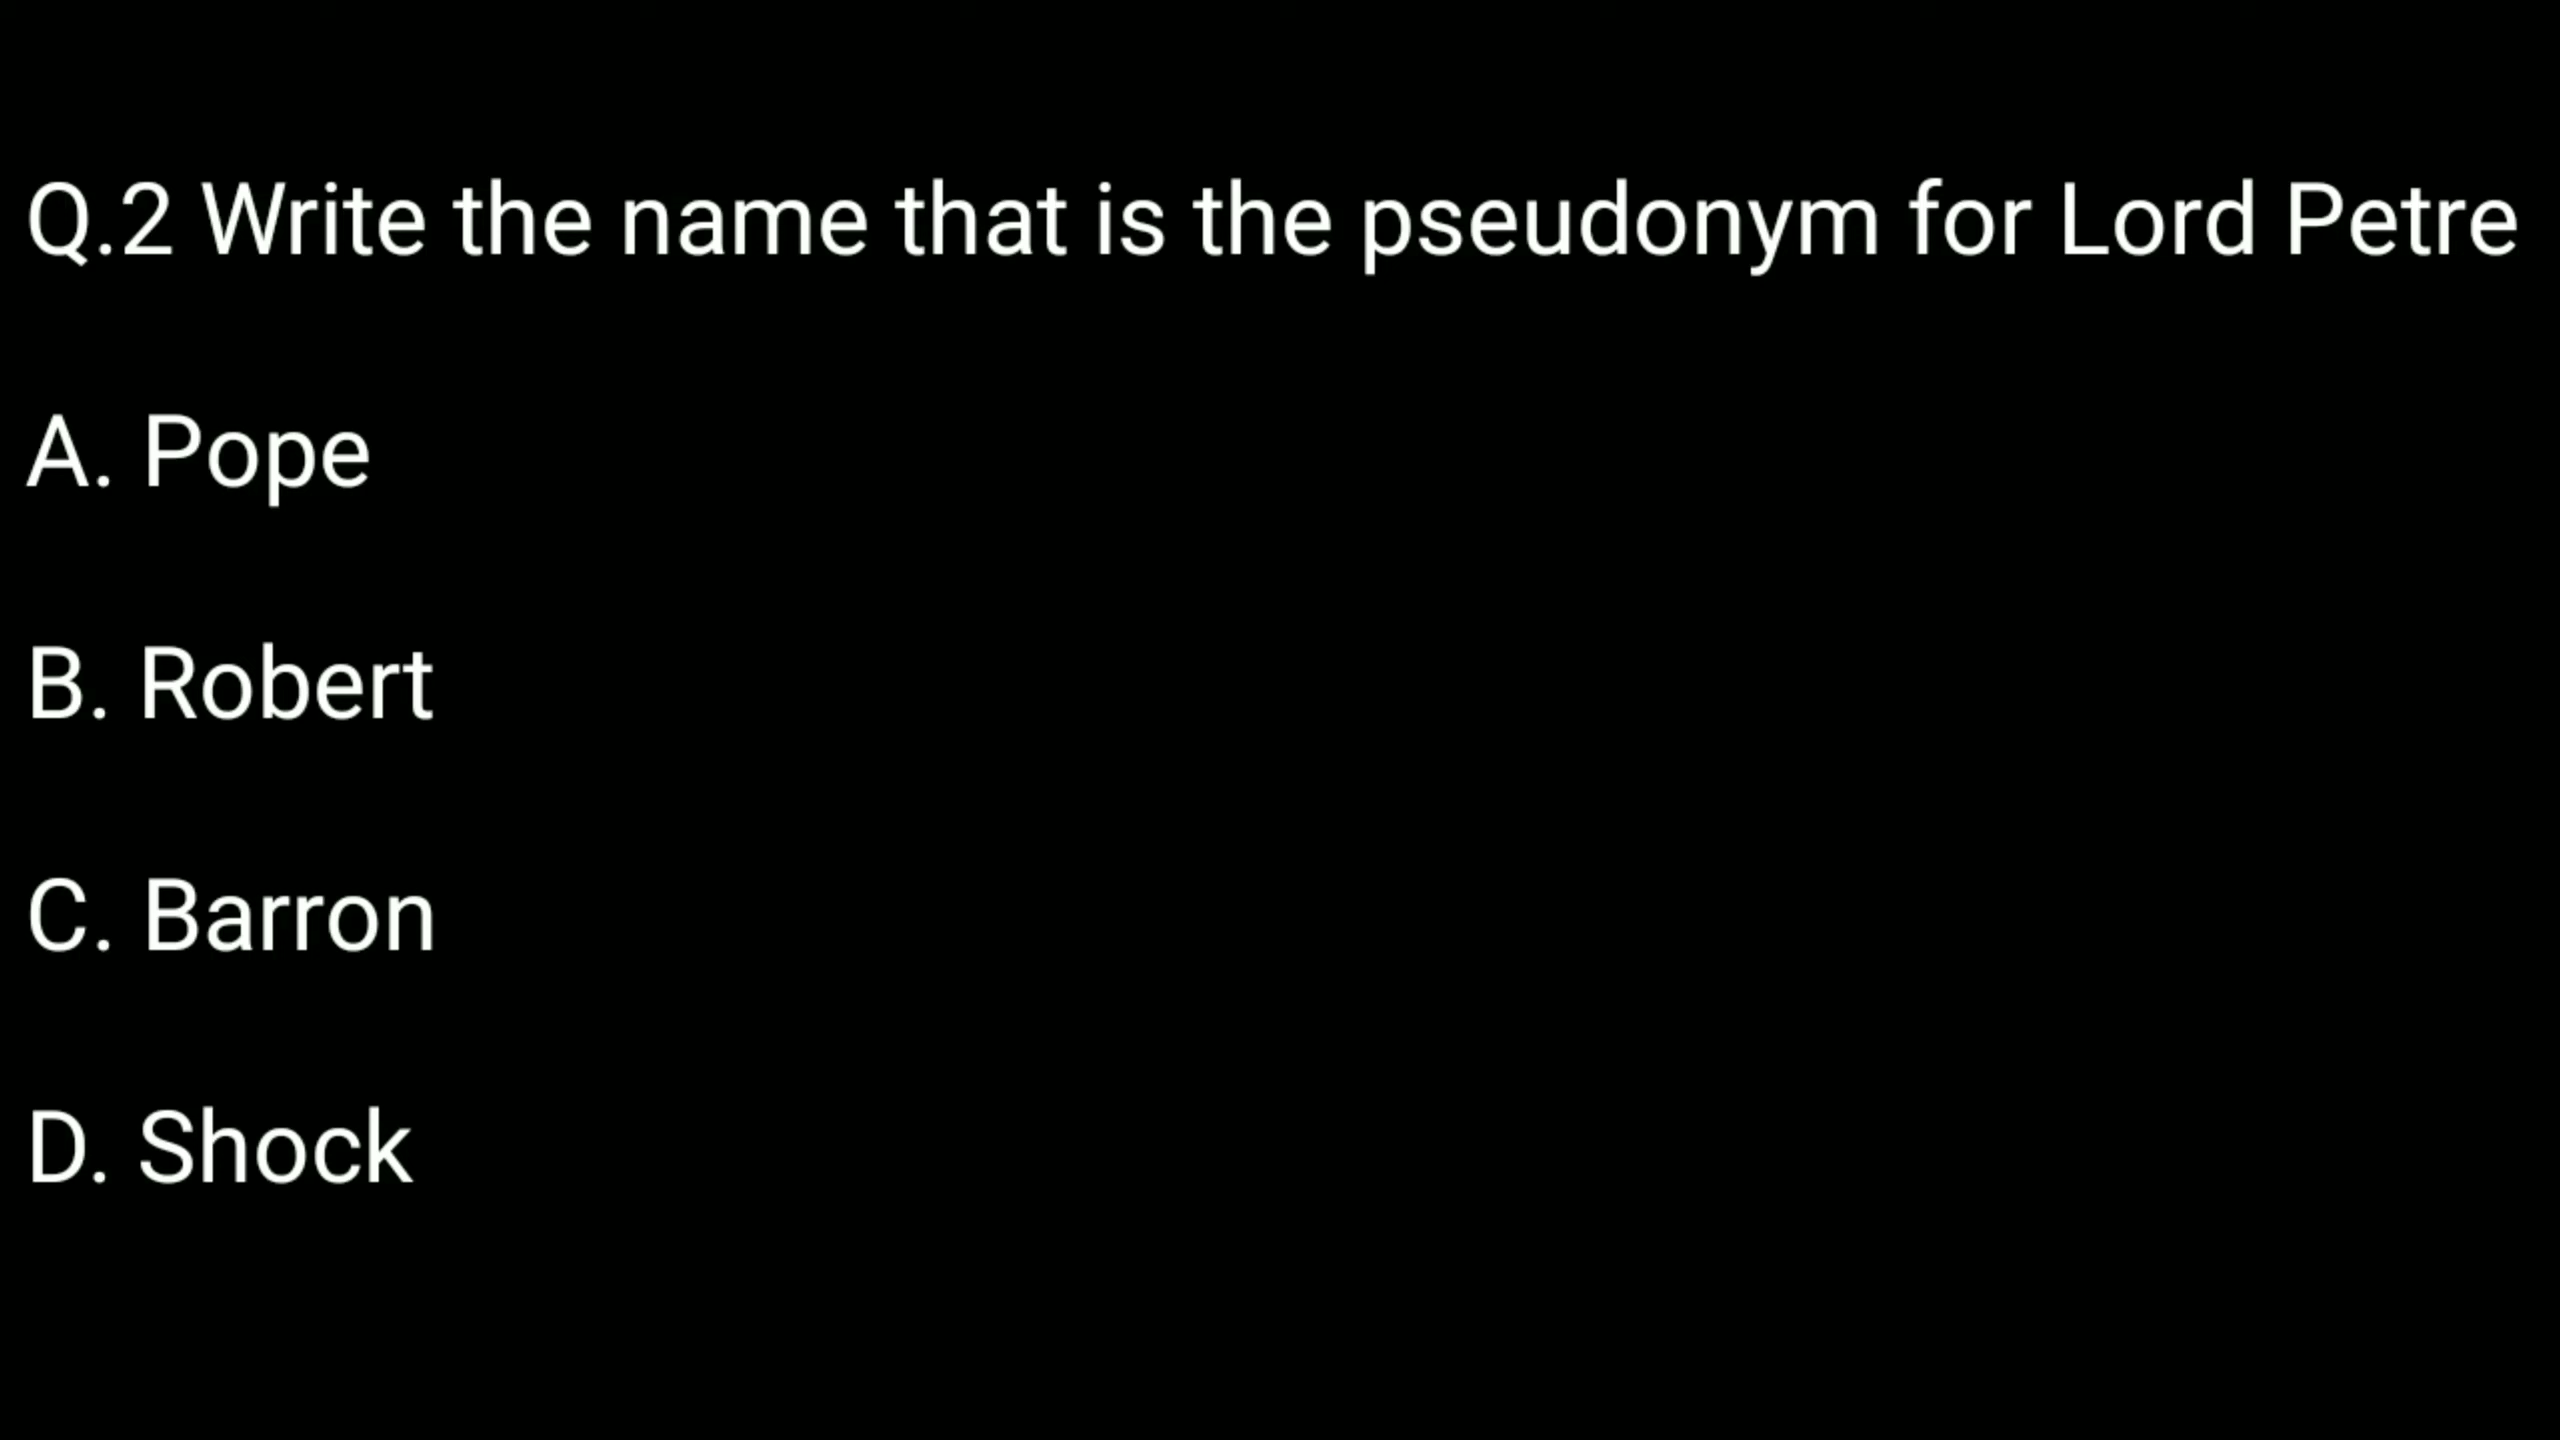 Q.2 Write the name that is the pseudonym for Lord Petre
A. Pope
B. Robert
C. Barron
D. Shock